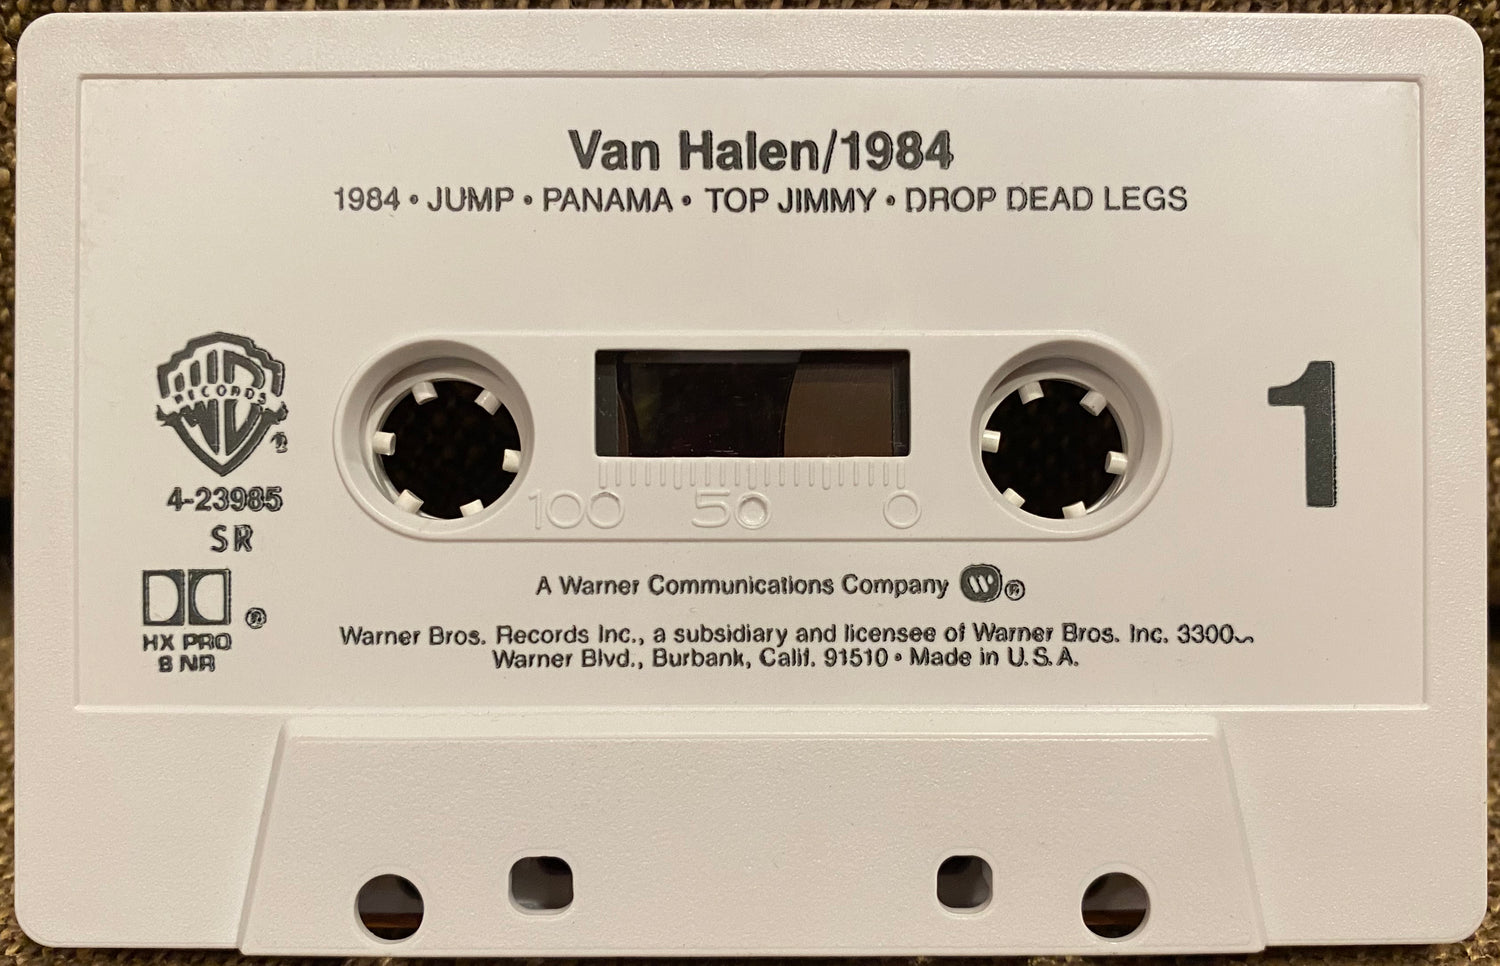 Van Halen/1984
1984 • JUMP • PANAMA • TOP JIMMY • DROP DEAD LEGS
WB
RECORDS
®
4-23985
SR
1
100 50 0
®
HX PRO
B NR
A Warner Communications Company W ®
Warner Bros. Records Inc., a subsidiary and licensee of Warner Bros. Inc. 3300
Warner Blvd., Burbank, Calif. 91510 • Made in U.S.A.